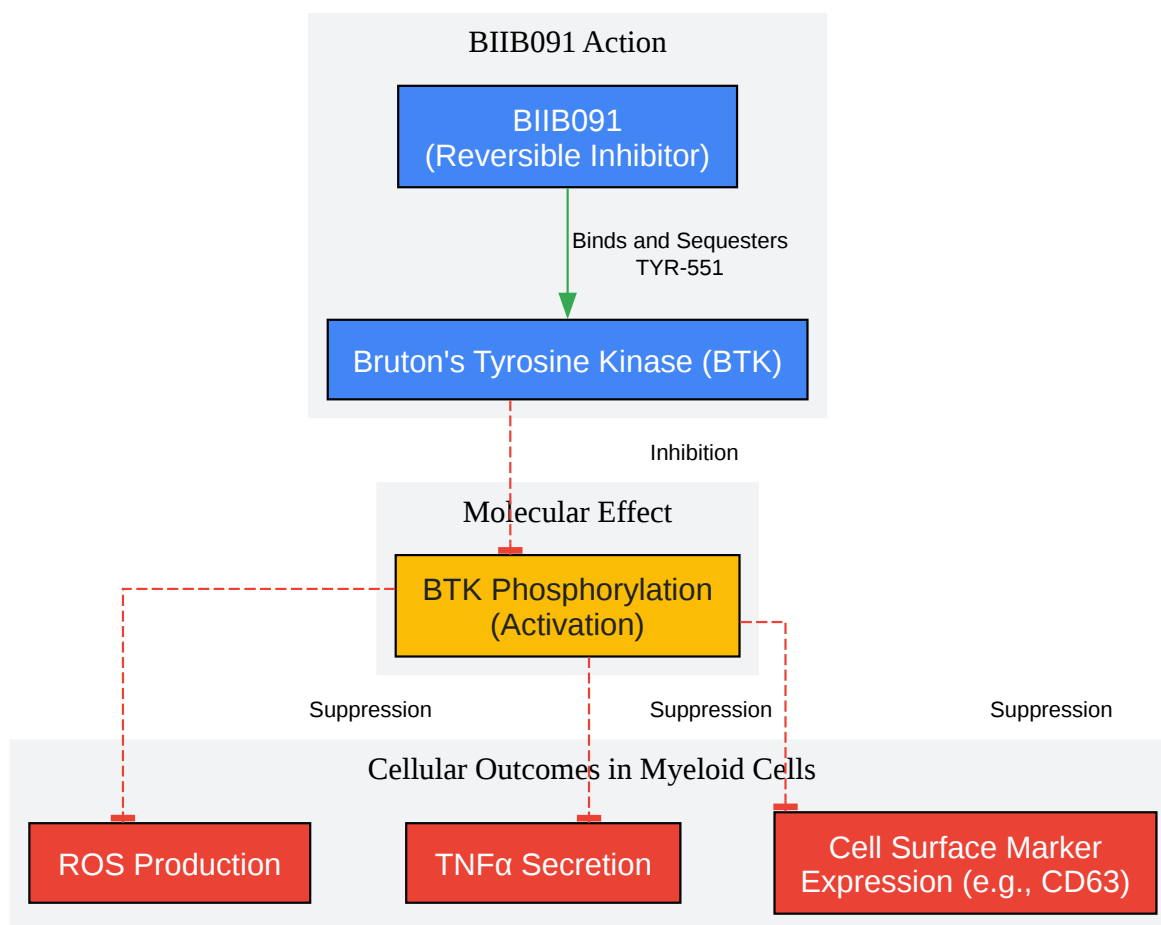 BIIB091 Action
BIIB091
(Reversible Inhibitor)
Binds and Sequesters
TYR-551
Bruton's Tyrosine Kinase (BTK)
Inhibition
Molecular Effect
BTK Phosphorylation
(Activation)
Suppression
Suppression
Suppression
Cellular Outcomes in Myeloid Cells
ROS Production
TNFα Secretion
Cell Surface Marker
Expression (e.g., CD63)